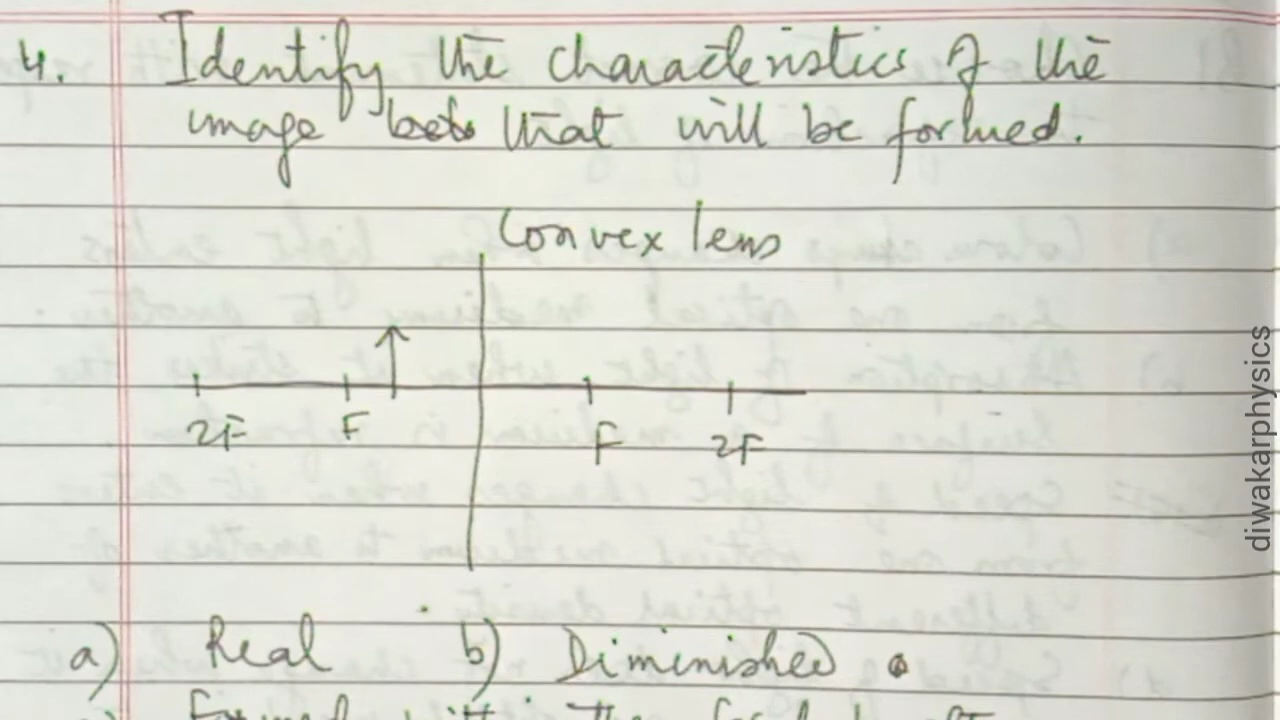 4. Identify the characteristics of the
image that will be formed.
Convex lens
2F F F 2F
a) Real b) Diminished
diwakarphysics